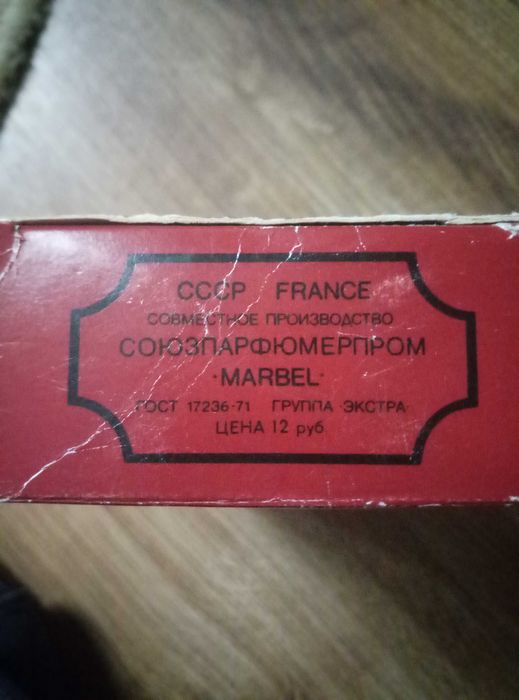 СССР FRANCE
СОВМЕСТНОЕ ПРОИЗВОДСТВО
СОЮЗПАРФЮМЕРПРОМ
·MARBEL·
ГОСТ 17236-71 ГРУППА ·ЭКСТРА·
ЦЕНА 12 руб